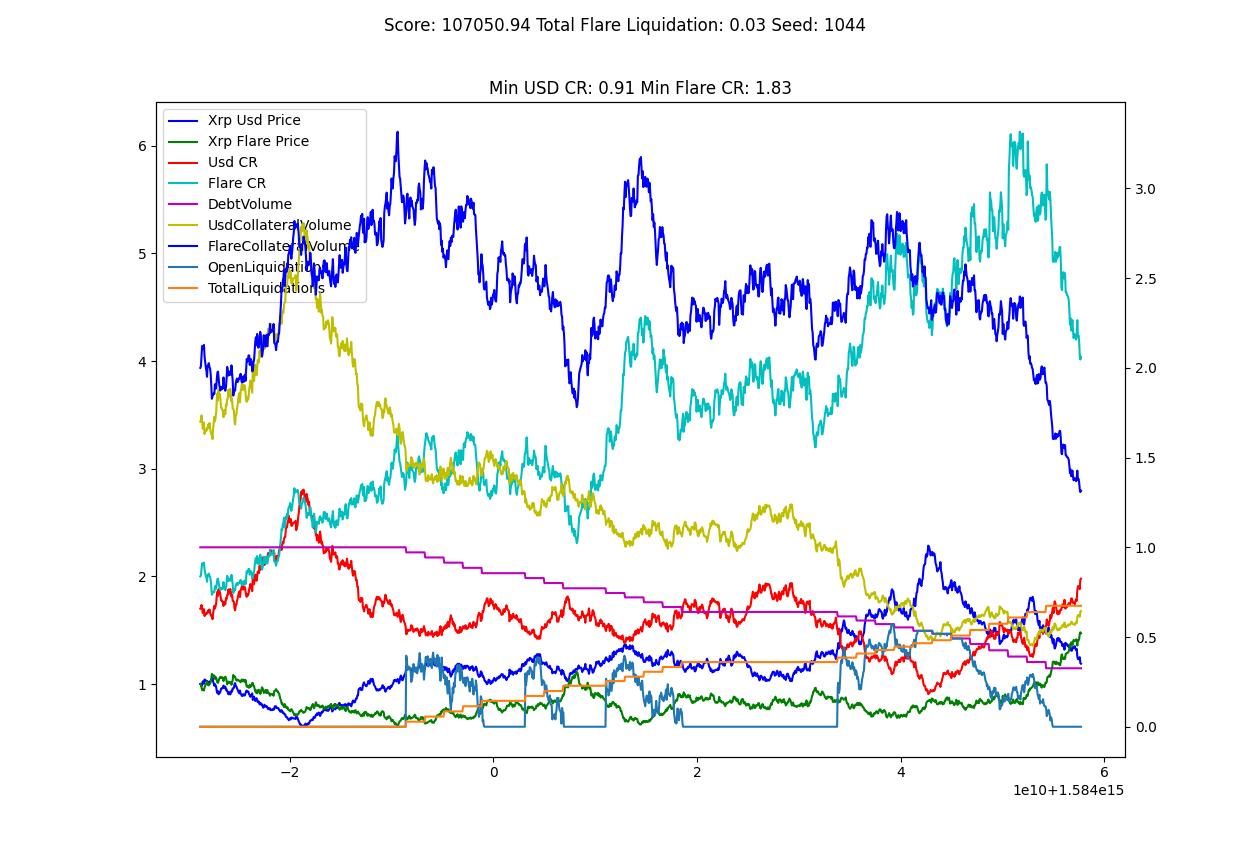 Score: 107050.94 Total Flare Liquidation: 0.03 Seed: 1044
Min USD CR: 0.91 Min Flare CR: 1.83
Xrp Usd Price
Xrp Flare Price
Usd CR
Flare CR
DebtVolume
UsdCollateralVolume
FlareCollateralVolume
OpenLiquidations
TotalLiquidations
6
5
4
3
2
1
3.0
2.5
2.0
1.5
1.0
0.5
0.0
−2
0
2
4
6
1e10+1.584e15